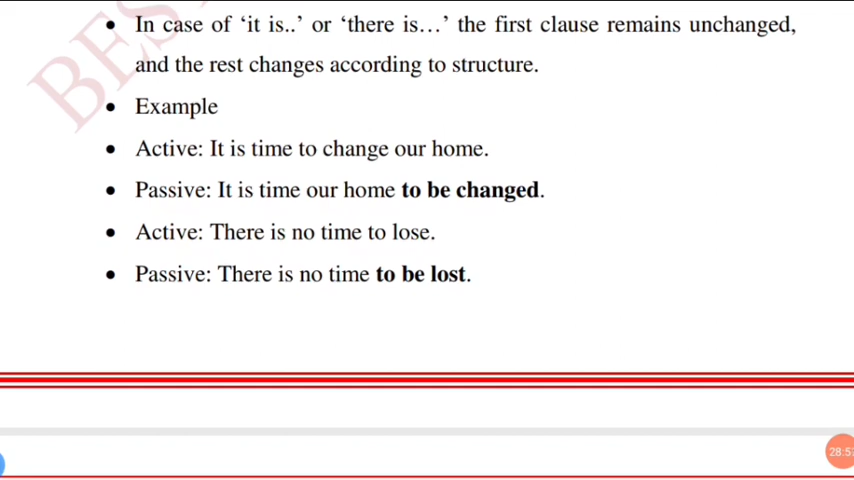 • In case of ‘it is..’ or ‘there is…’ the first clause remains unchanged,
and the rest changes according to structure.
• Example
• Active: It is time to change our home.
• Passive: It is time our home to be changed.
• Active: There is no time to lose.
• Passive: There is no time to be lost.